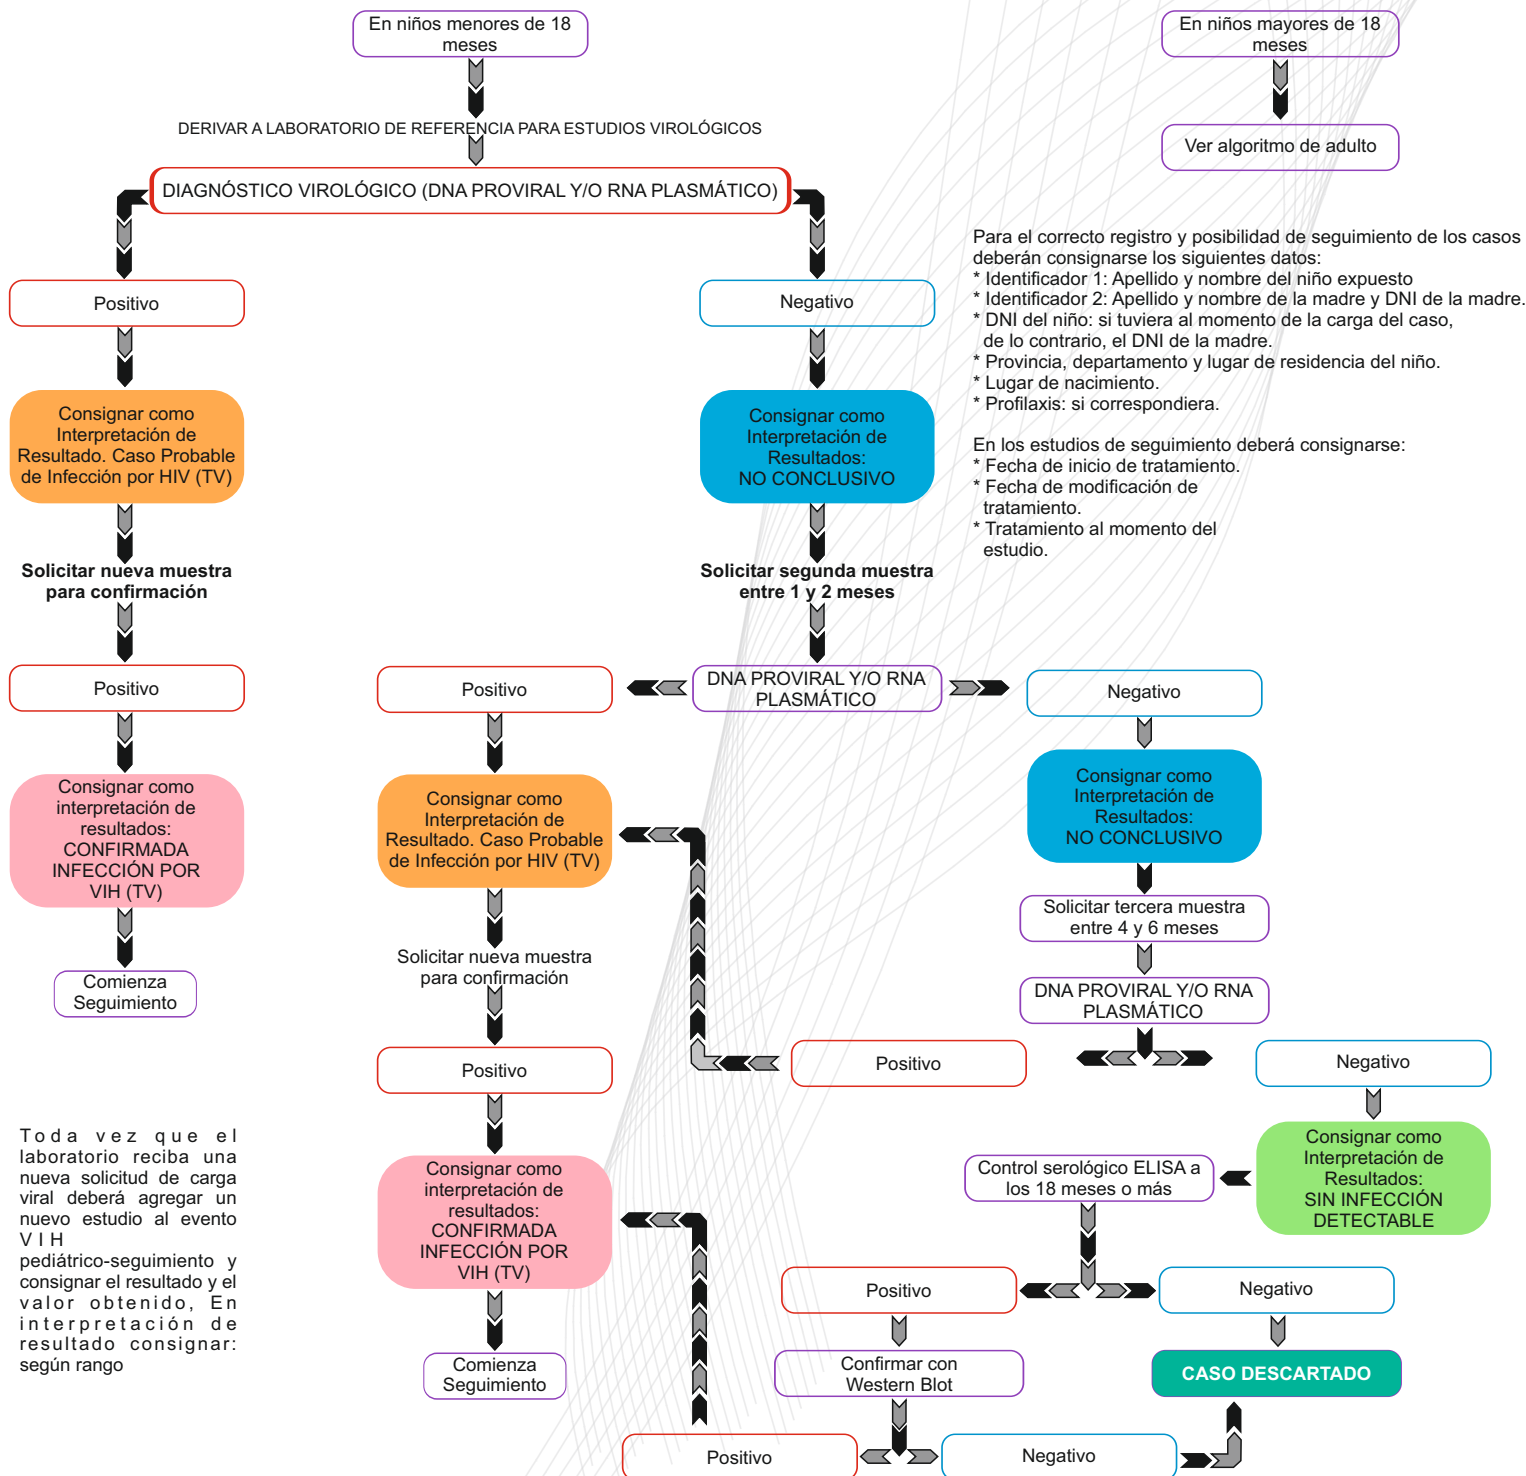 En niños menores de 18
meses
DERIVAR A LABORATORIO DE REFERENCIA PARA ESTUDIOS VIROLÓGICOS
DIAGNÓSTICO VIROLÓGICO (DNA PROVIRAL Y/O RNA PLASMÁTICO)
En niños mayores de 18
meses
Ver algoritmo de adulto
Para el correcto registro y posibilidad de seguimiento de los casos
deberán consignarse los siguientes datos:
* Identificador 1: Apellido y nombre del niño expuesto
* Identificador 2: Apellido y nombre de la madre y DNI de la madre.
* DNI del niño: si tuviera al momento de la carga del caso,
de lo contrario, el DNI de la madre.
* Provincia, departamento y lugar de residencia del niño.
* Lugar de nacimiento.
* Profilaxis: si correspondiera.
En los estudios de seguimiento deberá consignarse:
* Fecha de inicio de tratamiento.
* Fecha de modificación de
tratamiento.
* Tratamiento al momento del
estudio.
Positivo
Consignar como
Interpretación de
Resultado. Caso Probable
de Infección por HIV (TV)
Solicitar nueva muestra
para confirmación
Positivo
Consignar como
interpretación de
resultados:
CONFIRMADA
INFECCIÓN POR
VIH (TV)
Comienza
Seguimiento
Negativo
Consignar como
Interpretación de
Resultados:
NO CONCLUSIVO
Solicitar segunda muestra
entre 1 y 2 meses
DNA PROVIRAL Y/O RNA
PLASMÁTICO
Positivo
Consignar como
Interpretación de
Resultado. Caso Probable
de Infección por HIV (TV)
Solicitar nueva muestra
para confirmación
Positivo
Consignar como
interpretación de
resultados:
CONFIRMADA
INFECCIÓN POR
VIH (TV)
Comienza
Seguimiento
Negativo
Consignar como
Interpretación de
Resultados:
NO CONCLUSIVO
Solicitar tercera muestra
entre 4 y 6 meses
DNA PROVIRAL Y/O RNA
PLASMÁTICO
Positivo
Negativo
Consignar como
Interpretación de
Resultados:
SIN INFECCIÓN
DETECTABLE
Control serológico ELISA a
los 18 meses o más
Positivo
Negativo
Confirmar con
Western Blot
CASO DESCARTADO
Positivo
Negativo
Toda vez que el
laboratorio reciba una
nueva solicitud de carga
viral deberá agregar un
nuevo estudio al evento
VIH
pediátrico-seguimiento y
consignar el resultado y el
valor obtenido, En
interpretación de
resultado consignar:
según rango